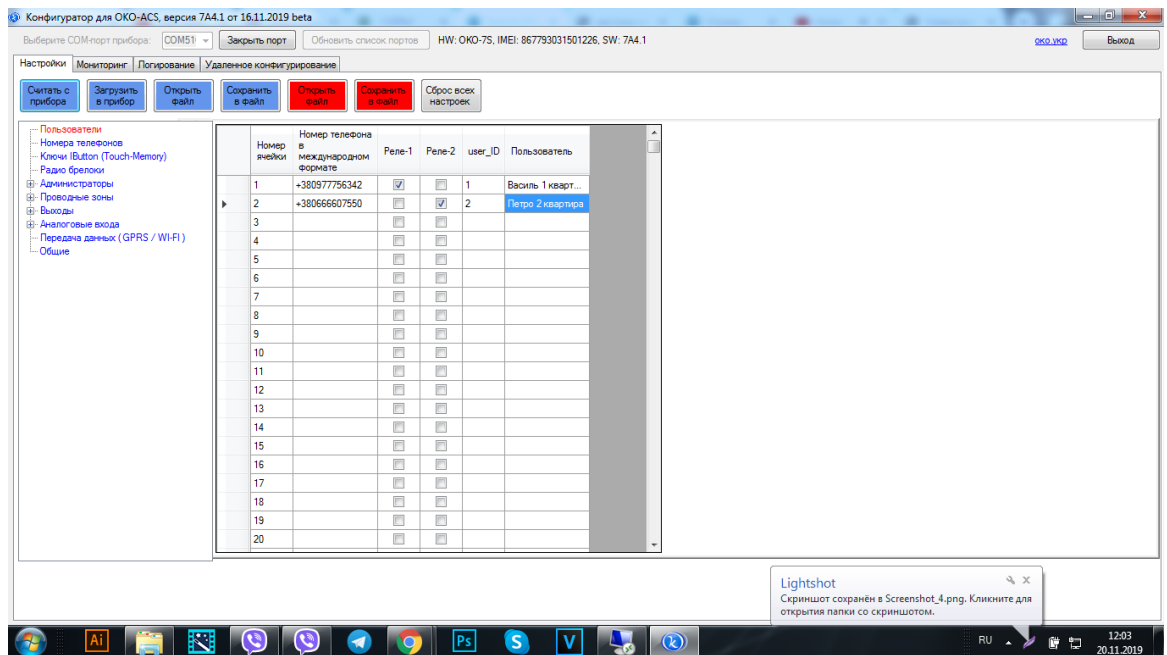 Конфигуратор для ОКО-ACS, версия 7A4.1 от 16.11.2019 beta
Выберите COM-порт прибора: COM51 Закрыть порт Обновить список портов HW: OKO-7S, IMEI: 867793031501226, SW: 7A4.1 око.укр Выход
Настройки Мониторинг Логирование Удаленное конфигурирование
Считать с прибора
Загрузить в прибор
Открыть файл
Сохранить в файл
Открыть файл
Сохранить в файл
Сброс всех настроек
Пользователи
Номера телефонов
Ключи IButton (Touch-Memory)
Радио брелоки
Администраторы
Проводные зоны
Выходы
Аналоговые входа
Передача данных ( GPRS / WI-FI )
Общие
Номер ячейки
Номер телефона в международном формате
Реле-1 Реле-2 user_ID Пользователь
1 +380977756342 1 Василь 1 кварт...
2 +380666607550 2 Петро 2 квартира
3
4
5
6
7
8
9
10
11
12
13
14
15
16
17
18
19
20
Lightshot
Скриншот сохранён в Screenshot_4.png. Кликните для
открытия папки со скриншотом.
Ai Ps S V RU 12:03
20.11.2019